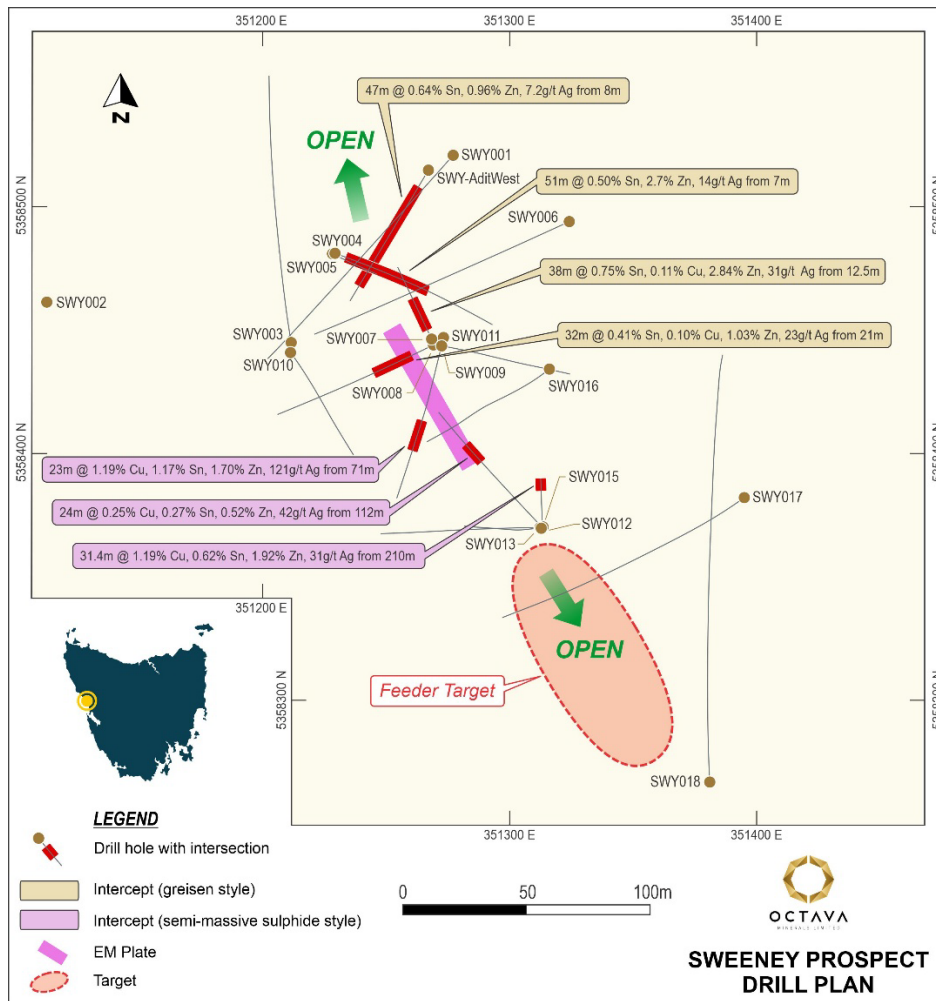 351200 E
351300 E
351400 E
47m @ 0.64% Sn, 0.96% Zn, 7.2g/t Ag from 8m
N
OPEN
SWY001
SWY-AditWest
51m @ 0.50% Sn, 2.7% Zn, 14g/t Ag from 7m
5358500 N
5358500 N
SWY006
SWY004
SWY005
38m @ 0.75% Sn, 0.11% Cu, 2.84% Zn, 31g/t Ag from 12.5m
SWY002
SWY003
SWY007
SWY011
32m @ 0.41% Sn, 0.10% Cu, 1.03% Zn, 23g/t Ag from 21m
SWY010
SWY009
SWY008
SWY016
5358400 N
5358400 N
23m @ 1.19% Cu, 1.17% Sn, 1.70% Zn, 121g/t Ag from 71m
SWY015
SWY017
24m @ 0.25% Cu, 0.27% Sn, 0.52% Zn, 42g/t Ag from 112m
SWY012
SWY013
31.4m @ 1.19% Cu, 0.62% Sn, 1.92% Zn, 31g/t Ag from 210m
351200 E
OPEN
Feeder Target
5358300 N
5358300 N
SWY018
351300 E
351400 E
LEGEND
Drill hole with intersection
Intercept (greisen style)
Intercept (semi-massive sulphide style)
EM Plate
Target
0
50
100m
OCTAVA
MINERALS LIMITED
SWEENEY PROSPECT
DRILL PLAN